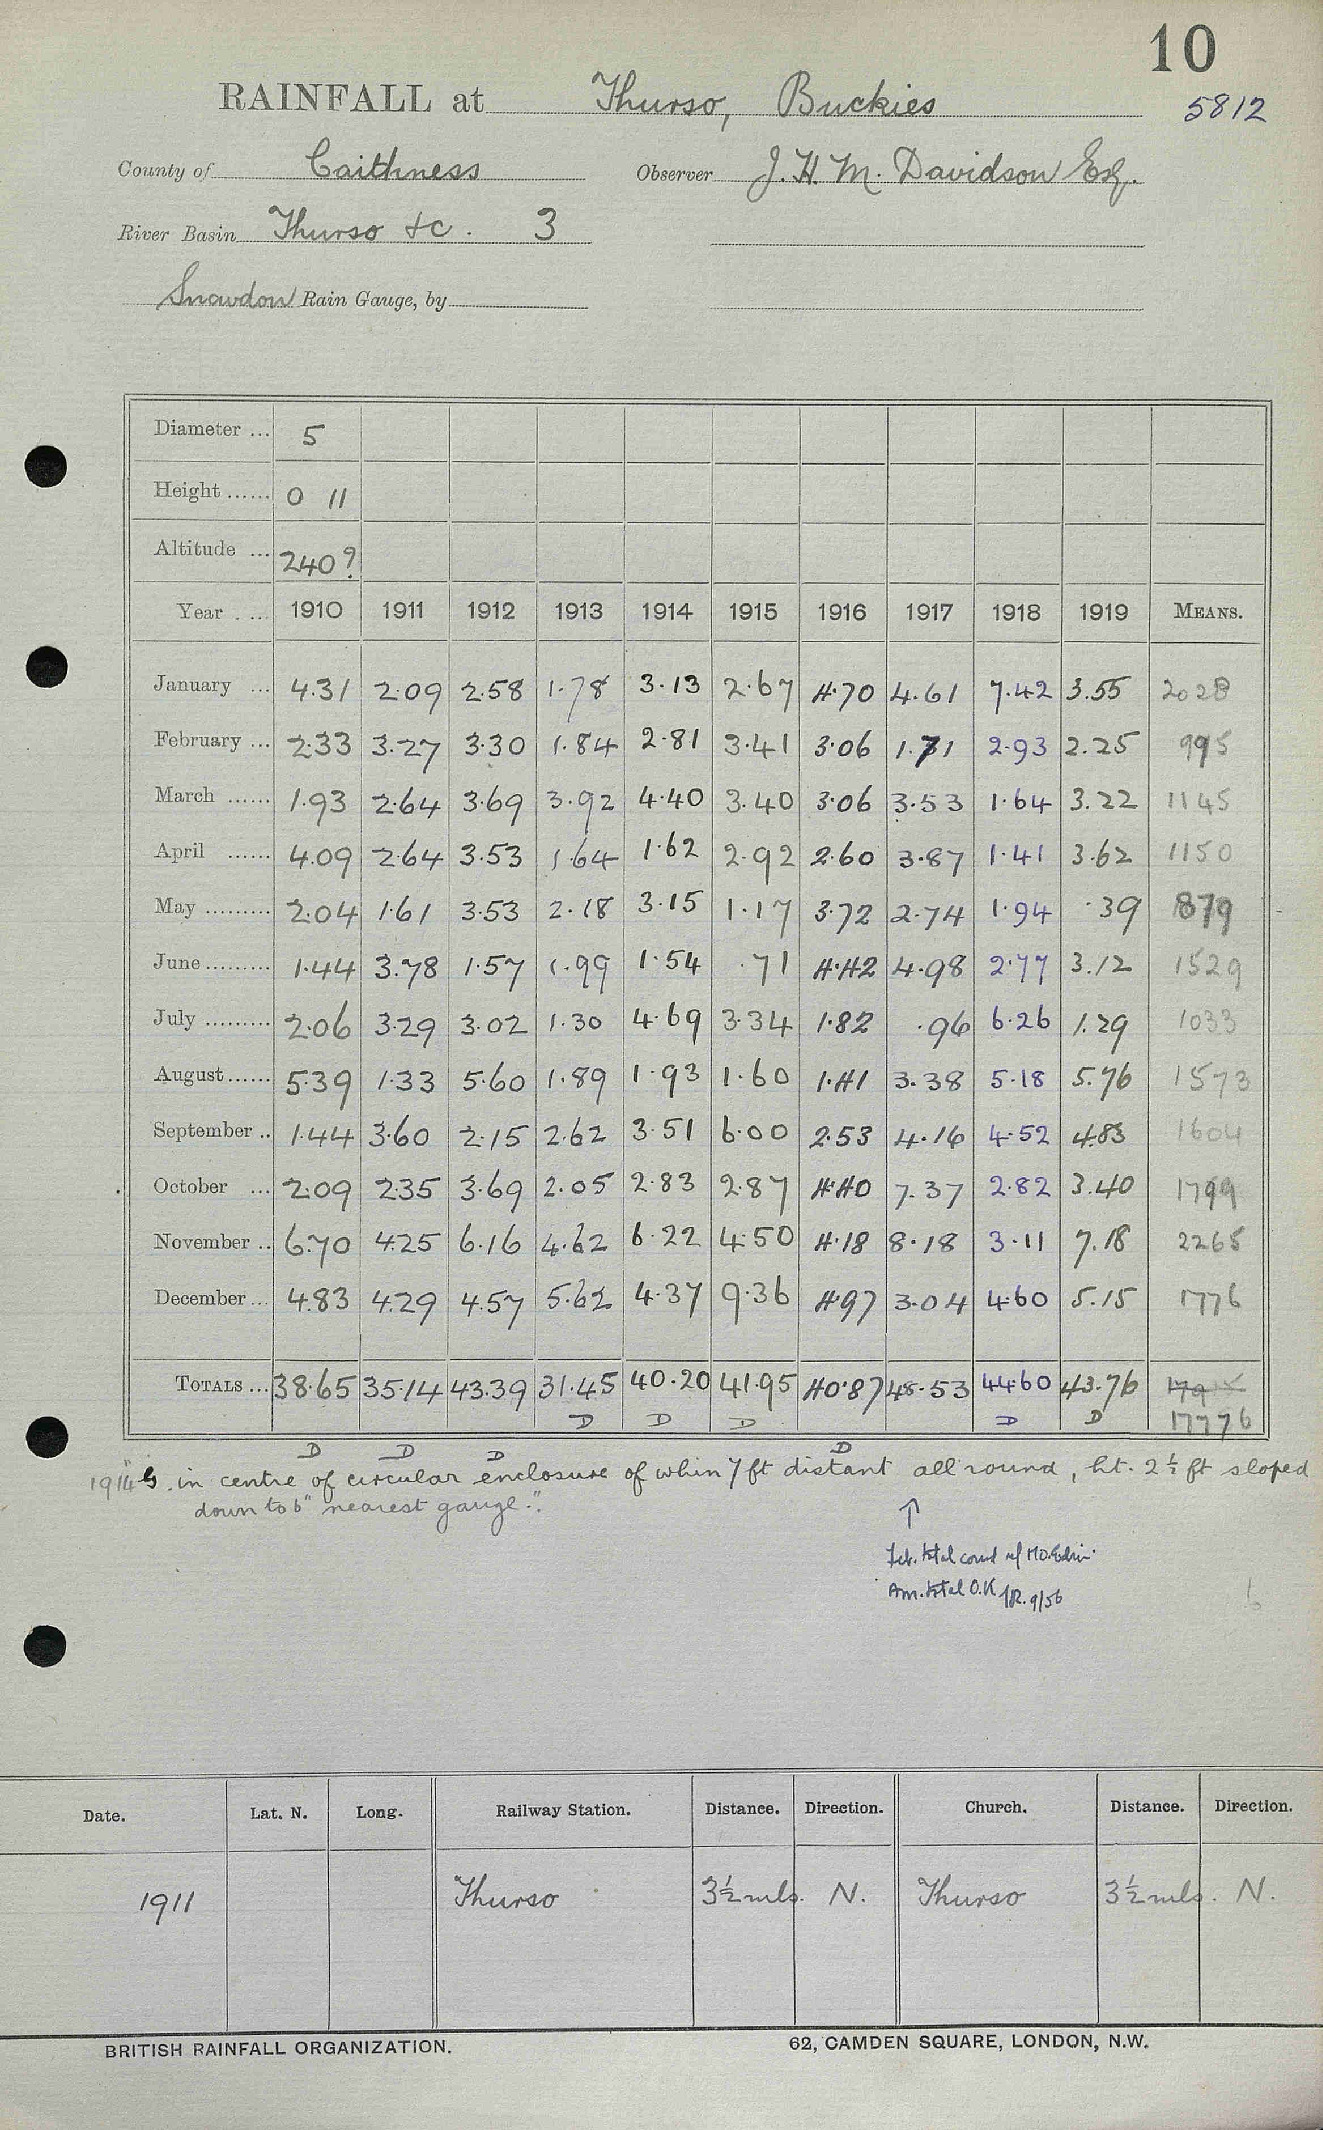 10
RAINFALL at Thurso, Buckies 5812
County of Caithness Observer J. H. M. Davidson Esq.
River Basin Thurso &c. 3
Snowdon Rain Gauge, by
Diameter ... 5
Height ...... 0 11
Altitude ... 240?
Year . ... 1910 1911 1912 1913 1914 1915 1916 1917 1918 1919 MEANS.
January ... 4.31 2.09 2.58 1.78 3.13 2.67 4.70 4.61 7.42 3.55 2028
February ... 2.33 3.27 3.30 1.84 2.81 3.41 3.06 1.71 2.93 2.25 995
March ...... 1.93 2.64 3.69 3.92 4.40 3.40 3.06 3.53 1.64 3.22 1145
April ...... 4.09 2.64 3.53 1.64 1.62 2.92 2.60 3.87 1.41 3.62 1150
May ......... 2.04 1.61 3.53 2.18 3.15 1.17 3.72 2.74 1.94 .39 879
June ......... 1.44 3.78 1.57 1.99 1.54 .71 4.42 4.98 2.77 3.12 1529
July ......... 2.06 3.29 3.02 1.30 4.69 3.34 1.82 .96 6.26 1.29 1033
August ...... 5.39 1.33 5.60 1.89 1.93 1.60 1.41 3.38 5.18 5.76 1573
September .. 1.44 3.60 2.15 2.62 3.51 6.00 2.53 4.16 4.52 4.83 1604
October ... 2.09 2.35 3.69 2.05 2.83 2.87 4.40 7.37 2.82 3.40 1799
November .. 6.70 4.25 6.16 4.62 6.22 4.50 4.18 8.18 3.11 7.18 2265
December ... 4.83 4.29 4.57 5.62 4.37 9.36 4.97 3.04 4.60 5.15 1776
TOTALS ... 38.65 35.14 43.39 31.45 40.20 41.95 40.87 48.53 44.60 43.76
D D D D D 17776
D D D D
1914 G. in centre of circular enclosure of whin 7 ft distant all round, ht. 2½ ft sloped
down to 6" nearest gauge."
↑
Feb. total corrd M.O. Edin.
Ann. total O.K. 9/56
Date. Lat. N. Long. Railway Station. Distance. Direction. Church. Distance. Direction.
1911 Thurso 3½ mls. N. Thurso 3½ mls. N.
BRITISH RAINFALL ORGANIZATION. 62, CAMDEN SQUARE, LONDON, N.W.